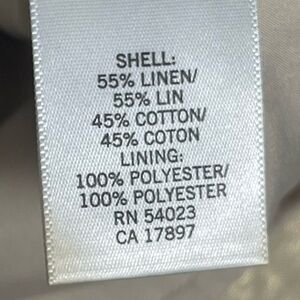 SHELL:
55% LINEN/
55% LIN
45% COTTON/
45% COTON
LINING:
100% POLYESTER/
100% POLYESTER
RN 54023
CA 17897